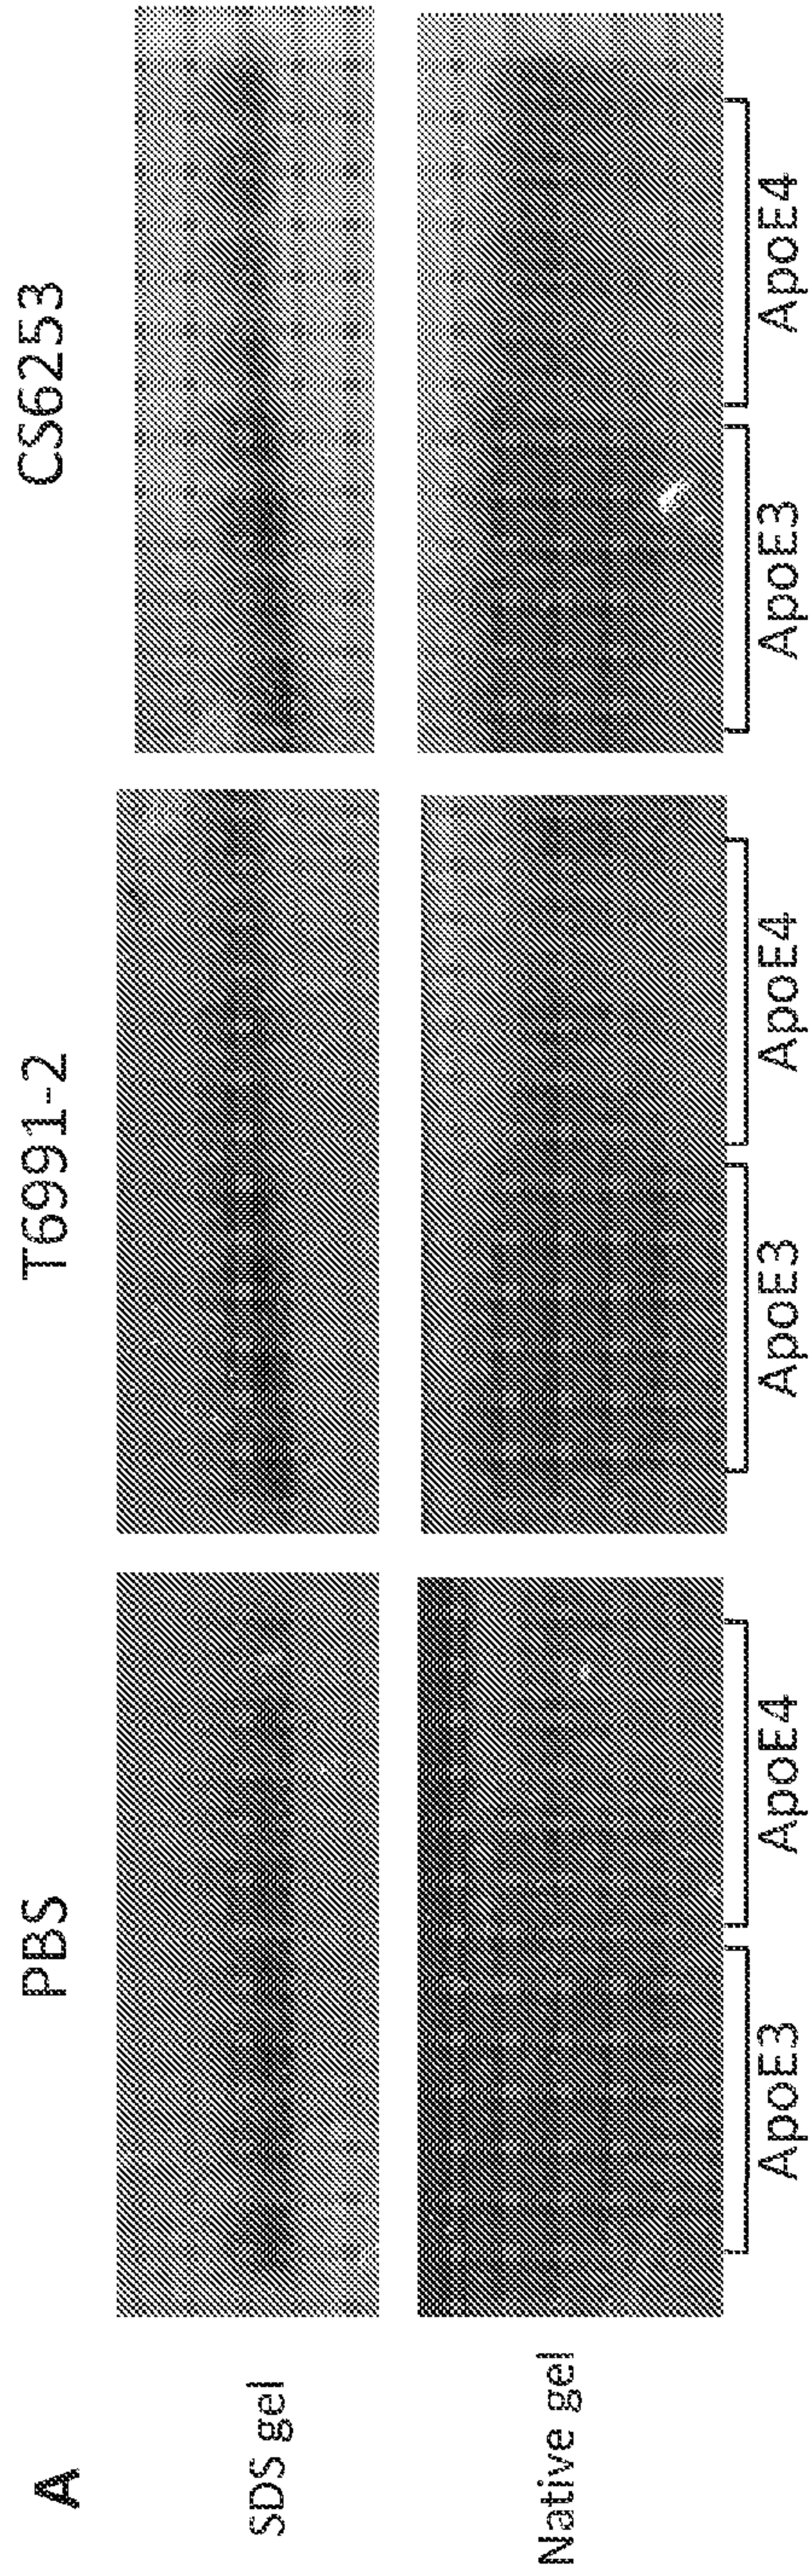 A
PBS
T6991-2
CS6253
SDS gel
Native gel
ApoE3
ApoE4
ApoE3
ApoE4
ApoE3
ApoE4